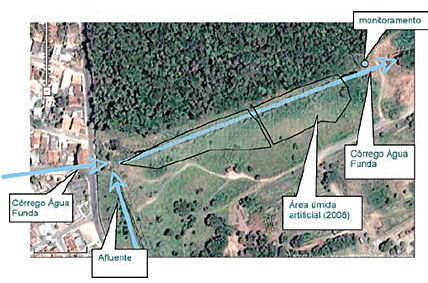 monitoramento
Córrego Água
Funda
Córrego Água
Funda
Área úmida
artificial (2008)
Afluente